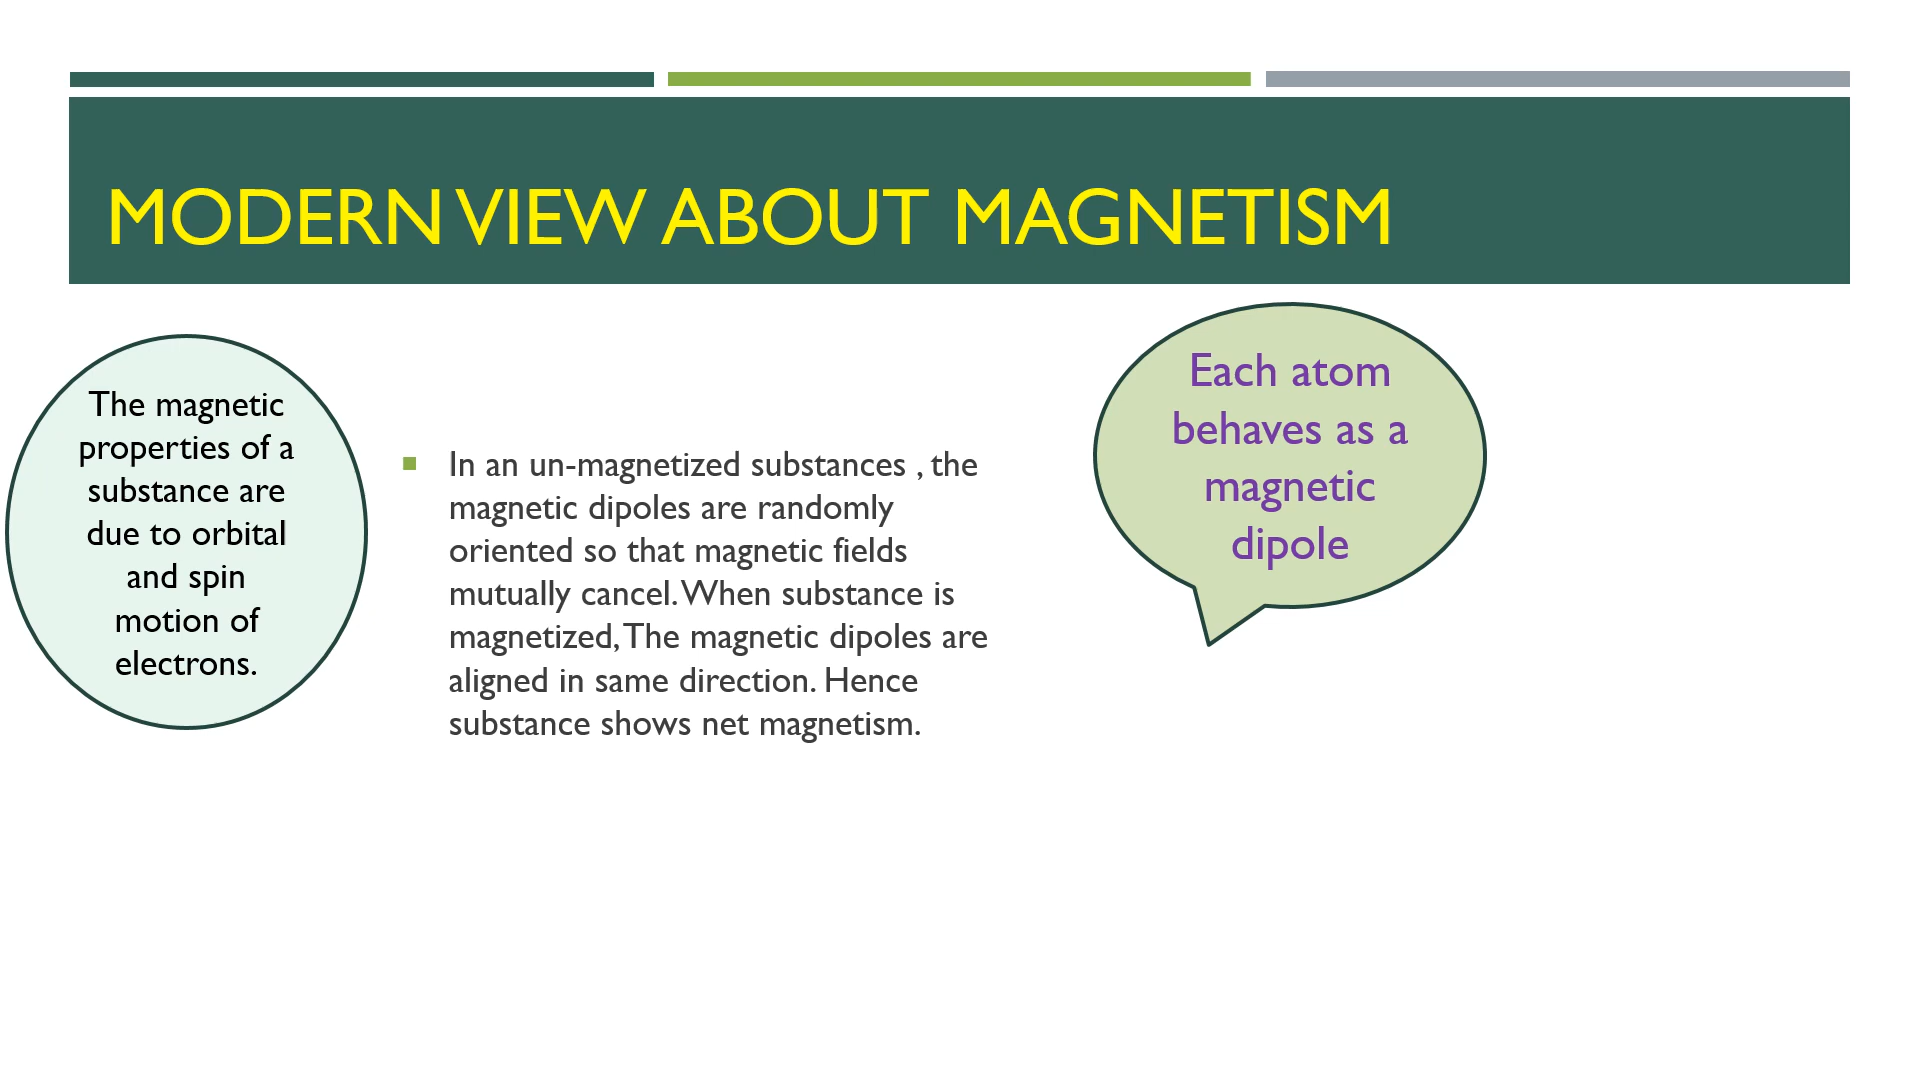 MODERN VIEW ABOUT MAGNETISM
The magnetic
properties of a
substance are
due to orbital
and spin
motion of
electrons.
In an un-magnetized substances , the
magnetic dipoles are randomly
oriented so that magnetic fields
mutually cancel. When substance is
magnetized, The magnetic dipoles are
aligned in same direction. Hence
substance shows net magnetism.
Each atom
behaves as a
magnetic
dipole